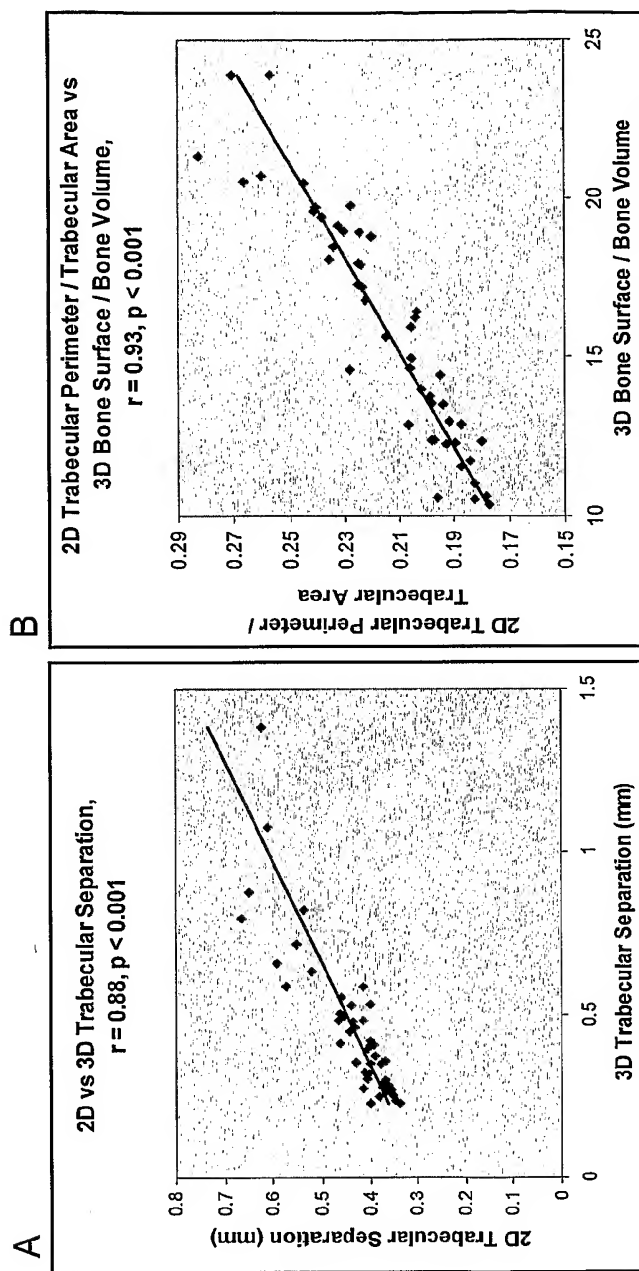 A
2D vs 3D Trabecular Separation,
r = 0.88, p < 0.001
2D Trabecular Separation (mm)
0.8
0.7
0.6
0.5
0.4
0.3
0.2
0.1
0
0
0.5
1
1.5
3D Trabecular Separation (mm)
B
2D Trabecular Perimeter / Trabecular Area vs
3D Bone Surface / Bone Volume,
r = 0.93, p < 0.001
2D Trabecular Perimeter /
Trabecular Area
0.29
0.27
0.25
0.23
0.21
0.19
0.17
0.15
10
15
20
25
3D Bone Surface / Bone Volume